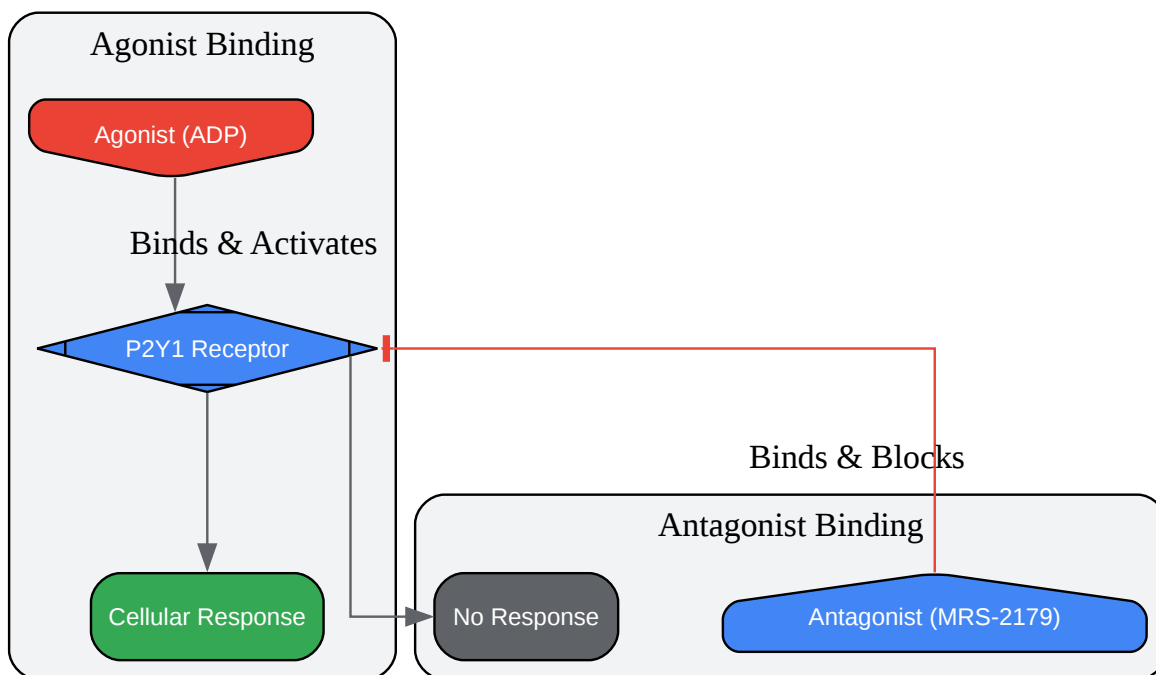 Agonist Binding
Agonist (ADP)
Binds & Activates
P2Y1 Receptor
Binds & Blocks
Antagonist Binding
Cellular Response
No Response
Antagonist (MRS-2179)